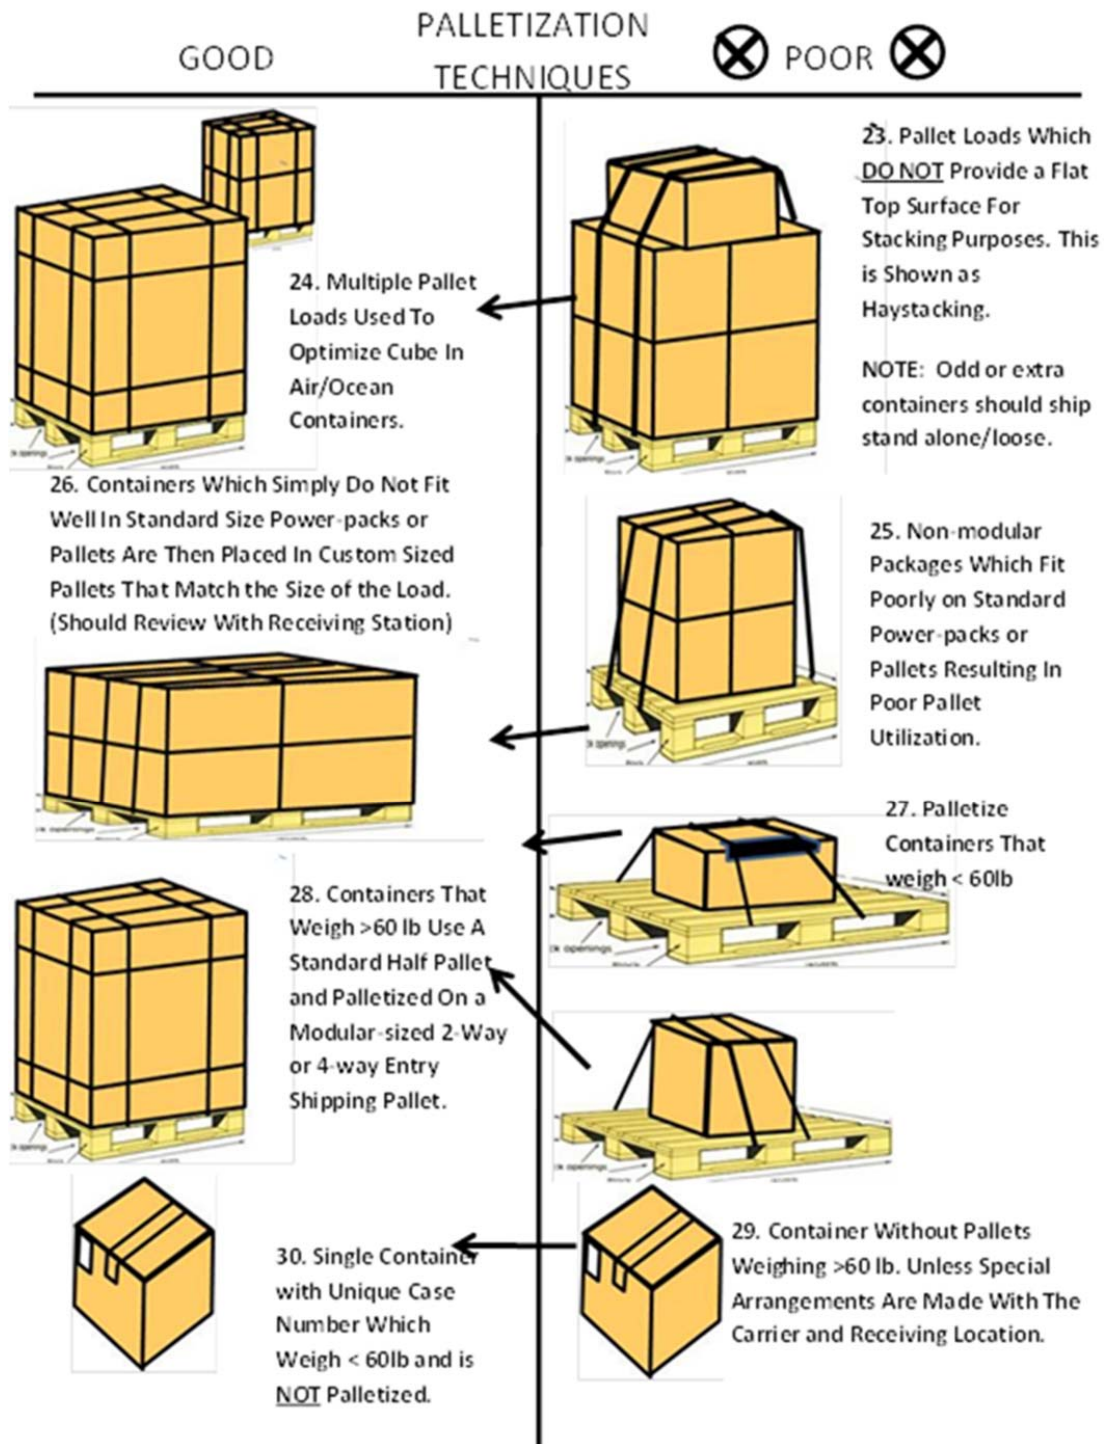 PALLETIZATION
TECHNIQUES
GOOD
POOR
23. Pallet Loads Which
DO NOT Provide a Flat
Top Surface For
Stacking Purposes. This
is Shown as
Haystacking.
NOTE: Odd or extra
containers should ship
stand alone/loose.
24. Multiple Pallet
Loads Used To
Optimize Cube In
Air/Ocean
Containers.
25. Non-modular
Packages Which Fit
Poorly on Standard
Power-packs or
Pallets Resulting In
Poor Pallet
Utilization.
26. Containers Which Simply Do Not Fit
Well In Standard Size Power-packs or
Pallets Are Then Placed In Custom Sized
Pallets That Match the Size of the Load.
(Should Review With Receiving Station)
27. Palletize
Containers That
weigh < 60lb
28. Containers That
Weigh >60 lb Use A
Standard Half Pallet
and Palletized On a
Modular-sized 2-Way
or 4-way Entry
Shipping Pallet.
29. Container Without Pallets
Weighing >60 lb. Unless Special
Arrangements Are Made With The
Carrier and Receiving Location.
30. Single Container
with Unique Case
Number Which
Weigh < 60lb and is
NOT Palletized.
openings
openings
openings